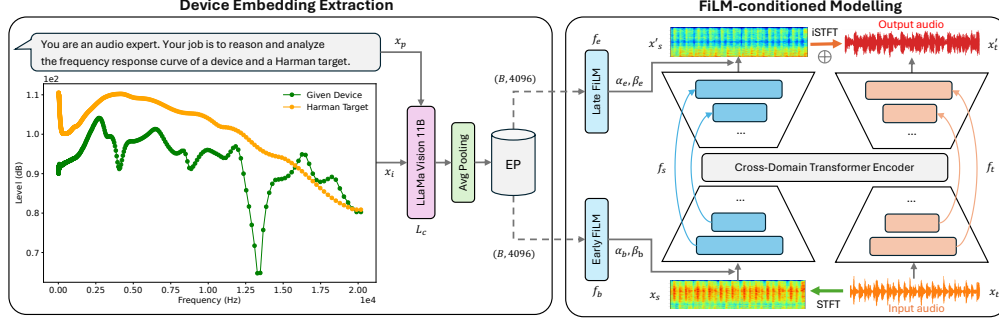 Device Embedding Extraction
You are an audio expert. Your job is to reason and analyze
the frequency response curve of a device and a Harman target.
x_p
1e2
Given Device
Harman Target
1.1
1.0
0.9
0.8
0.7
Level (dB)
0.00 0.25 0.50 0.75 1.00 1.25 1.50 1.75 2.00
Frequency (Hz)
1e4
x_i
LLaMa Vision 11B
L_c
Avg Pooling
EP
(B, 4096)
(B, 4096)
FiLM-conditioned Modelling
f_e
Late FiLM
α_e, β_e
Early FiLM
f_b
α_b, β_b
x'_s
iSTFT
⊕
Output audio
x'_t
...
...
f_s
Cross-Domain Transformer Encoder
f_t
...
...
x_s
STFT
Input audio
x_t